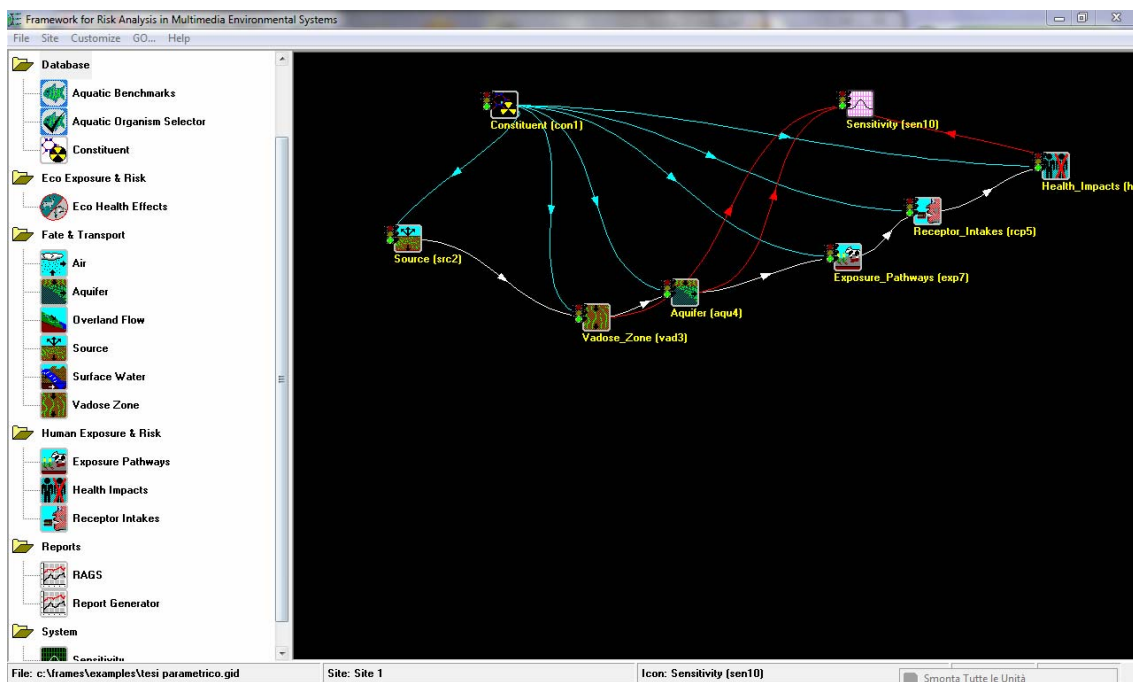 Framework for Risk Analysis in Multimedia Environmental Systems
File Site Customize GO... Help
Database
Aquatic Benchmarks
Aquatic Organism Selector
Constituent
Eco Exposure & Risk
Eco Health Effects
Fate & Transport
Air
Aquifer
Overland Flow
Source
Surface Water
Vadose Zone
Human Exposure & Risk
Exposure Pathways
Health Impacts
Receptor Intakes
Reports
RAGS
Report Generator
System
Sensitivity
Constituent (con1)
Sensitivity (sen10)
Health_Impacts (h
Receptor_Intakes (rcp5)
Source (src2)
Exposure_Pathways (exp7)
Aquifer (aqu4)
Vadose_Zone (vad3)
File: c:\frames\examples\tesi parametrico.gid
Site: Site 1
Icon: Sensitivity (sen10)
Smonta Tutte le Unità